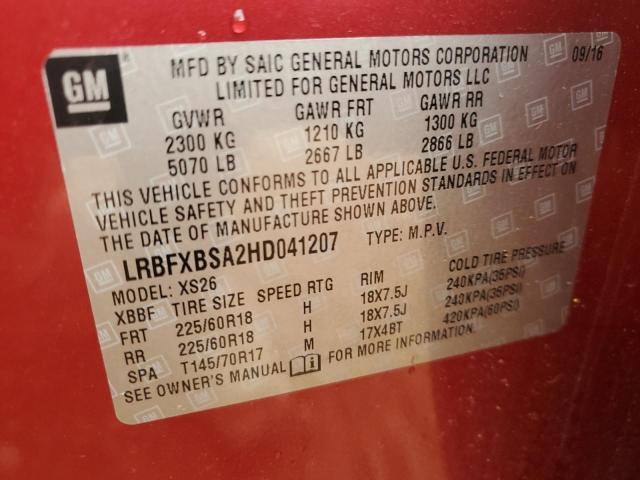 GM
MFD BY SAIC GENERAL MOTORS CORPORATION 09/16
LIMITED FOR GENERAL MOTORS LLC
GVWR GAWR FRT GAWR RR
2300 KG 1210 KG 1300 KG
5070 LB 2667 LB 2866 LB
THIS VEHICLE CONFORMS TO ALL APPLICABLE U.S. FEDERAL MOTOR
VEHICLE SAFETY AND THEFT PREVENTION STANDARDS IN EFFECT ON
THE DATE OF MANUFACTURE SHOWN ABOVE.
LRBFXBSA2HD041207 TYPE: M.P.V.
MODEL: XS26
XBBF TIRE SIZE SPEED RTG RIM COLD TIRE PRESSURE
FRT 225/60R18 H 18X7.5J 240KPA(35PSI)
RR 225/60R18 H 18X7.5J 240KPA(35PSI)
SPA T145/70R17 M 17X4BT 420KPA(60PSI)
SEE OWNER'S MANUAL FOR MORE INFORMATION.